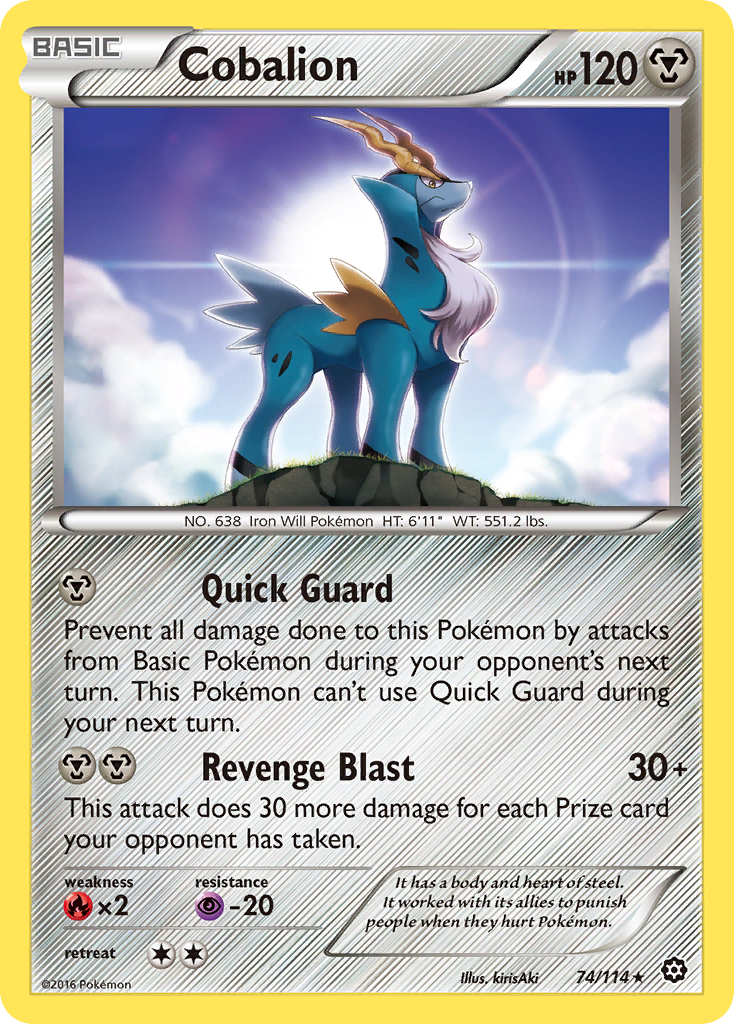 BASIC
Cobalion
HP 120
NO. 638 Iron Will Pokémon HT: 6'11" WT: 551.2 lbs.
Quick Guard
Prevent all damage done to this Pokémon by attacks
from Basic Pokémon during your opponent's next
turn. This Pokémon can't use Quick Guard during
your next turn.
Revenge Blast 30+
This attack does 30 more damage for each Prize card
your opponent has taken.
weakness
×2
resistance
-20
retreat
It has a body and heart of steel.
It worked with its allies to punish
people when they hurt Pokémon.
©2016 Pokémon
Illus. kirisAki
74/114★